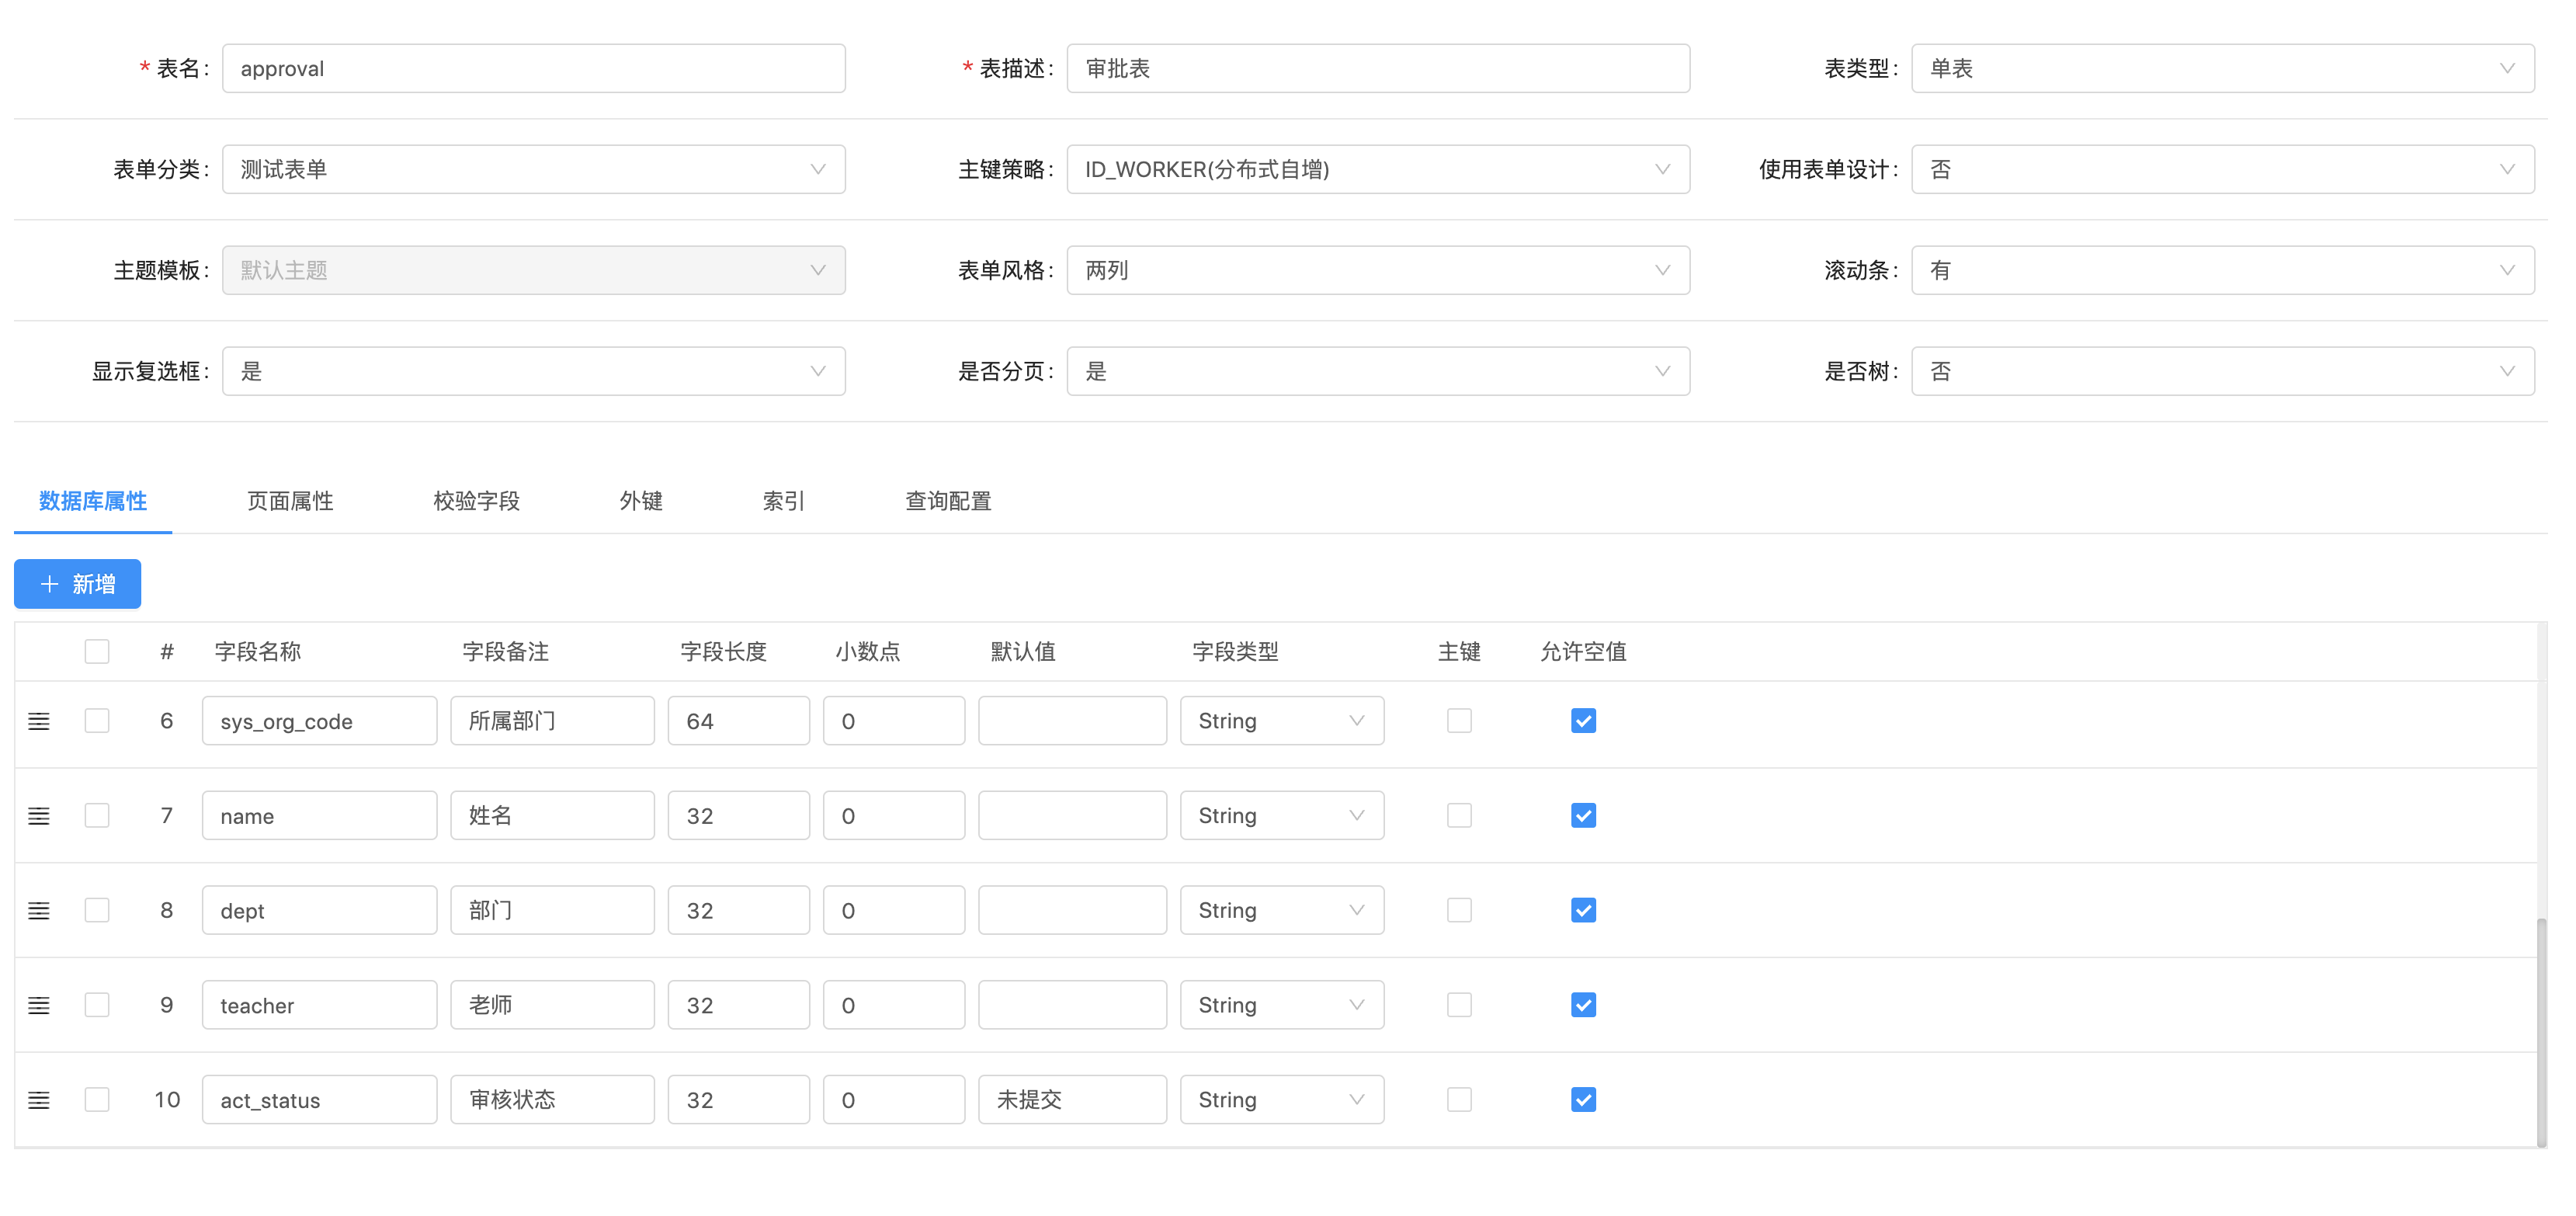 * 表名: approval * 表描述: 审批表 表类型: 单表
表单分类: 测试表单 主键策略: ID_WORKER(分布式自增) 使用表单设计: 否
主题模板: 默认主题 表单风格: 两列 滚动条: 有
显示复选框: 是 是否分页: 是 是否树: 否
数据库属性 页面属性 校验字段 外键 索引 查询配置
+ 新增
# 字段名称 字段备注 字段长度 小数点 默认值 字段类型 主键 允许空值
6 sys_org_code 所属部门 64 0 String
7 name 姓名 32 0 String
8 dept 部门 32 0 String
9 teacher 老师 32 0 String
10 act_status 审核状态 32 0 未提交 String